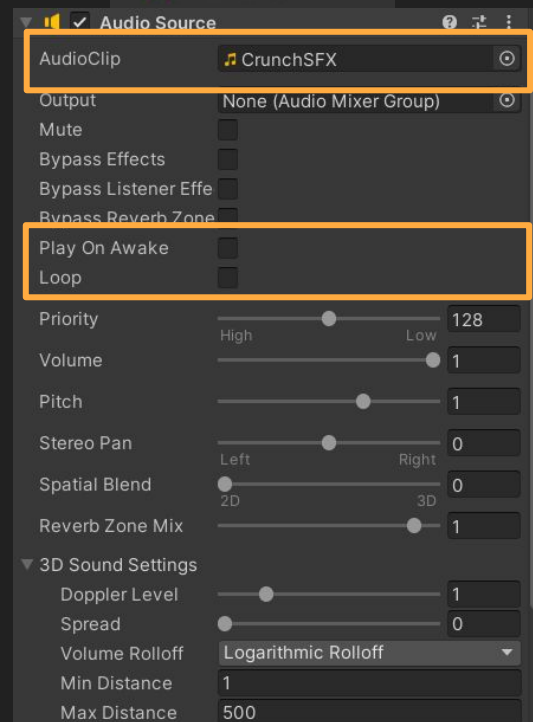 Audio Source
AudioClip CrunchSFX
Output None (Audio Mixer Group)
Mute
Bypass Effects
Bypass Listener Effe
Bypass Reverb Zone
Play On Awake
Loop
Priority 128
High Low
Volume 1
Pitch 1
Stereo Pan 0
Left Right
Spatial Blend 0
2D 3D
Reverb Zone Mix 1
3D Sound Settings
Doppler Level 1
Spread 0
Volume Rolloff Logarithmic Rolloff
Min Distance 1
Max Distance 500